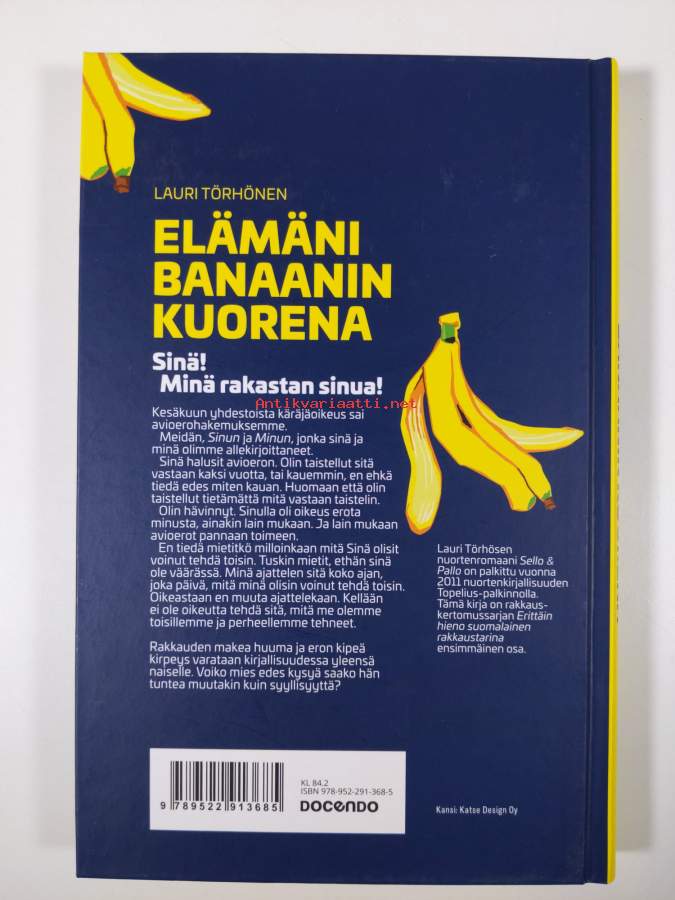 LAURI TÖRHÖNEN
ELÄMÄNI
BANAANIN
KUORENA
Sinä!
Minä rakastan sinua!
Antikvariaatti.net
Kesäkuun yhdestoista käräjäoikeus sai
avioerohakemuksemme.
Meidän, Sinun ja Minun, jonka sinä ja
minä olimme allekirjoittaneet.
Sinä halusit avioeron. Olin taistellut sitä
vastaan kaksi vuotta, tai kauemmin, en ehkä
tiedä edes miten kauan. Huomaan että olin
taistellut tietämättä mitä vastaan taistelin.
Olin hävinnyt. Sinulla oli oikeus erota
minusta, ainakin lain mukaan. Ja lain mukaan
avioerot pannaan toimeen.
En tiedä mietitkö milloinkaan mitä Sinä olisit
voinut tehdä toisin. Tuskin mietit, ethän sinä
ole väärässä. Minä ajattelen sitä koko ajan,
joka päivä, mitä minä olisin voinut tehdä toisin.
Oikeastaan en muuta ajattelekaan. Kellään
ei ole oikeutta tehdä sitä, mitä me olemme
toisillemme ja perheellemme tehneet.
Rakkauden makea huuma ja eron kipeä
kirpeys varataan kirjallisuudessa yleensä
naiselle. Voiko mies edes kysyä saako hän
tuntea muutakin kuin syyllisyyttä?
Lauri Törhösen
nuortenromaani Sello &
Pallo on palkittu vuonna
2011 nuortenkirjallisuuden
Topelius-palkinnolla.
Tämä kirja on rakkaus-
kertomussarjan Erittäin
hieno suomalainen
rakkaustarina
ensimmäinen osa.
KL 84.2
ISBN 978-952-291-368-5
DOCENDO
9 789522 913685
Kansi: Katse Design Oy